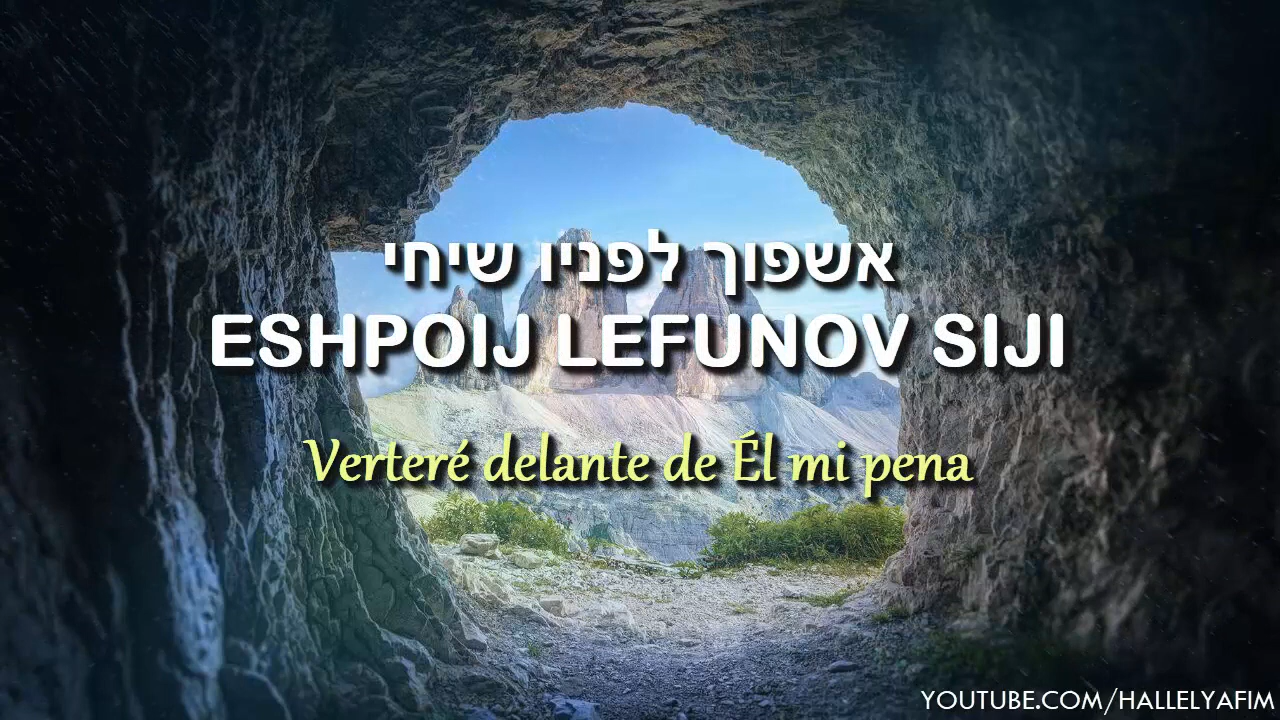 אשפוך לפניו שיחי
ESHPOIJ LEFUNOV SIJI
Verteré delante de Él mi pena
YOUTUBE.COM/HALLELYAFIM